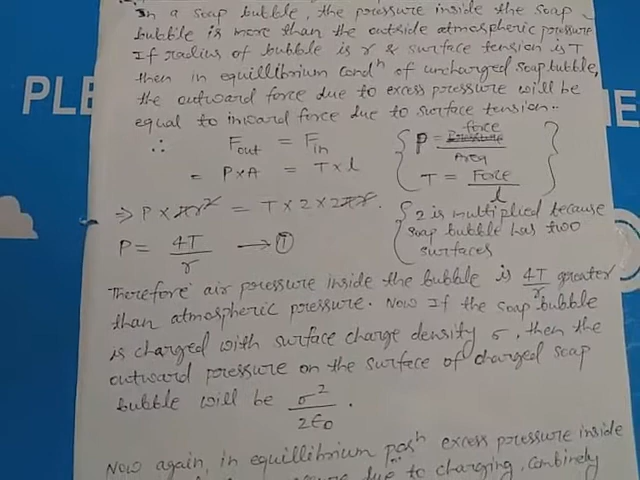 In a soap bubble, the pressure inside the soap
bubble is more than the outside atmospheric pressure
If radius of bubble is r & surface tension is T
then in equillibrium condn of uncharged soap bubble,
the outward force due to excess pressure will be
equal to inward force due to surface tension..
∴ Fout = Fin
= P×A = T×l
{ P = force / Area
T = Force / l }
⇒ P × πr² = T × 2 × 2πr.
{ 2 is multiplied because
soap bubble has two
surfaces
P = 4T / r → ①
Therefore air pressure inside the bubble is 4T/r greater
than atmospheric pressure. Now If the soap bubble
is charged with surface charge density σ, then the
outward pressure on the surface of charged soap
bubble will be σ² / 2ε0 .
Now again, in equillibrium posn excess pressure inside
due to charging, combinely
PLE
NE